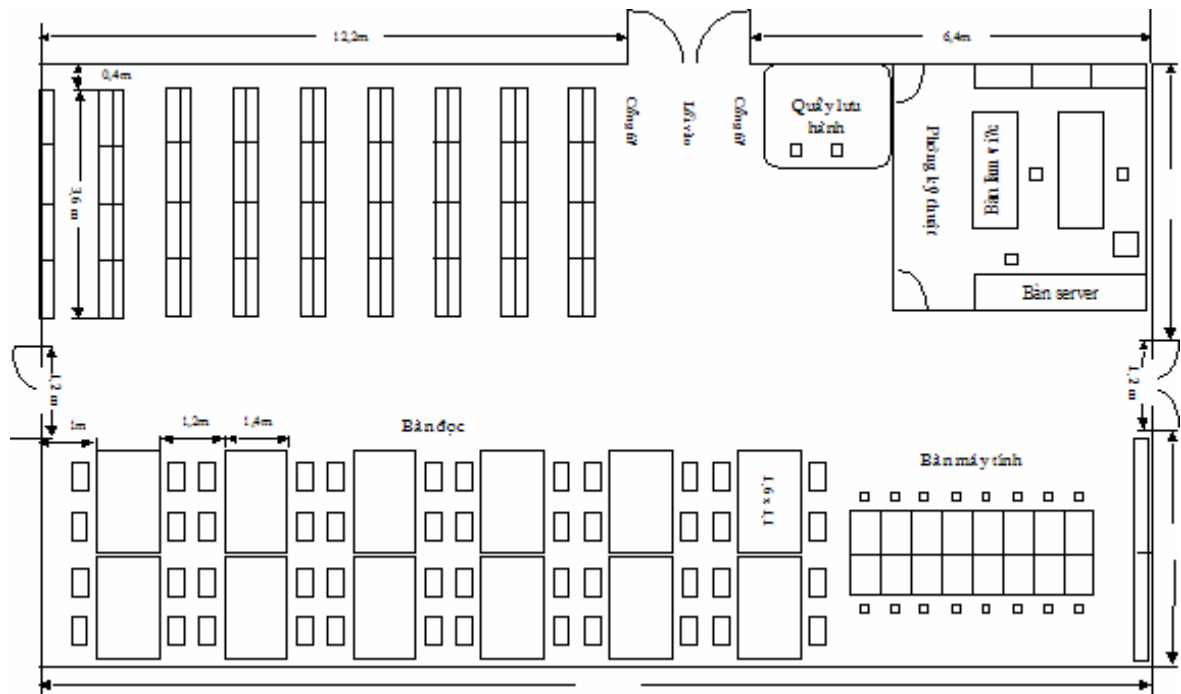 12,2m
6,4m
0,4m
3,6 m
Cổng từ
Lối vào
Cổng từ
Quầy lưu
hành
Phòng kỹ thuật
Bàn làm việc
Bàn server
1,2 m
1,2 m
1m
1,2m
1,4m
Bàn đọc
Bàn máy tính
1,6 x 1,1